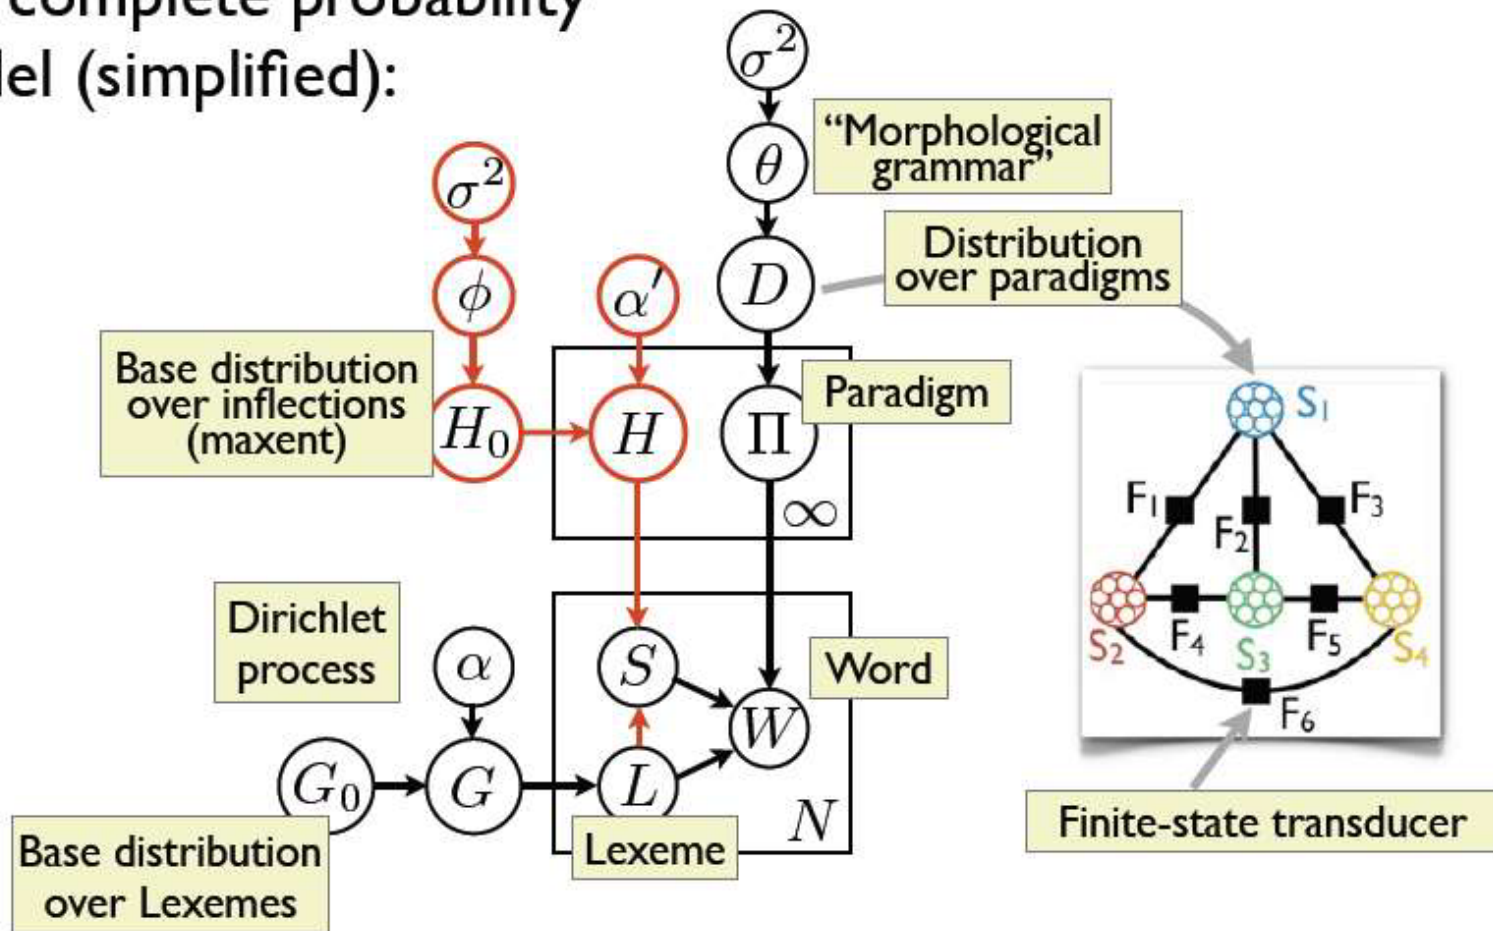 complete probability
del (simplified):
σ²
θ
“Morphological
grammar”
σ²
ϕ
α′
D
Distribution
over paradigms
Base distribution
over inflections
(maxent)
H₀
H
Π
Paradigm
∞
S₁
F₁
F₂
F₃
S₂
F₄
S₃
F₅
S₄
F₆
Dirichlet
process
α
S
Word
W
G₀
G
L
N
Base distribution
over Lexemes
Lexeme
Finite-state transducer